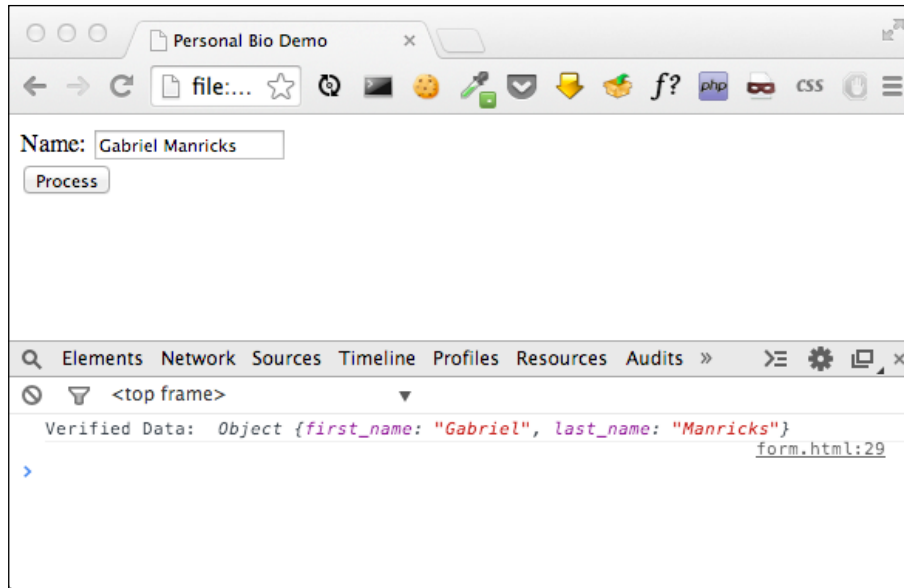 Personal Bio Demo
file:...
f?
php
css
Name: Gabriel Manricks
Process
Elements Network Sources Timeline Profiles Resources Audits »
<top frame>
Verified Data: Object {first_name: "Gabriel", last_name: "Manricks"}
form.html:29